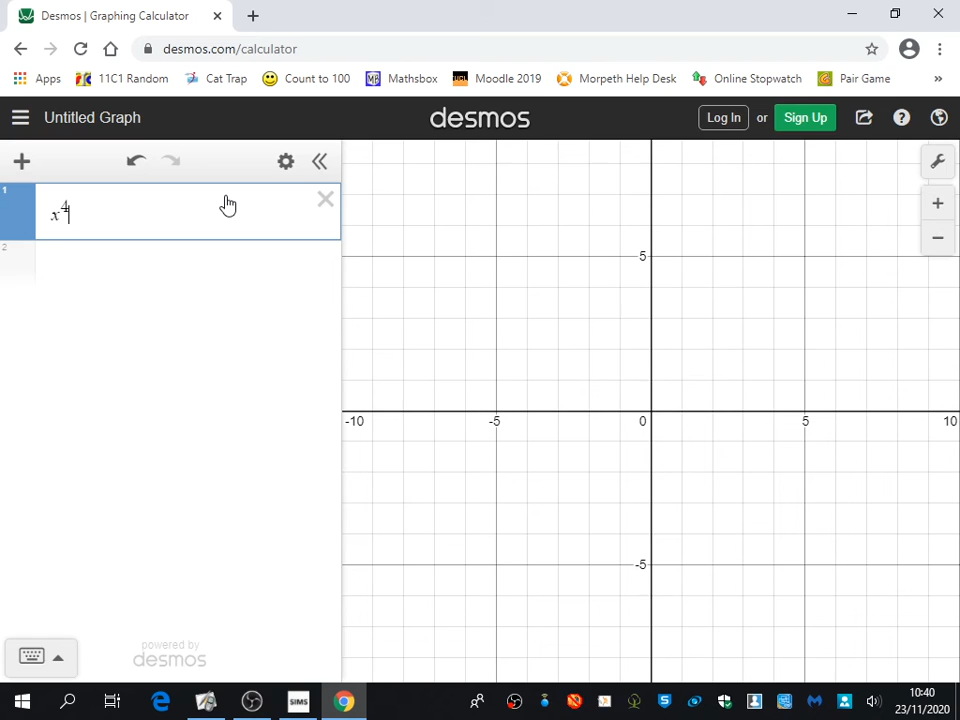 Desmos | Graphing Calculator
desmos.com/calculator
Apps 11C1 Random Cat Trap Count to 100 Mathsbox Moodle 2019 Morpeth Help Desk Online Stopwatch Pair Game »
Untitled Graph desmos Log In or Sign Up
1
x⁴
2
5
-10 -5 0 5 10
-5
powered by
desmos
SIMS
10:40
23/11/2020